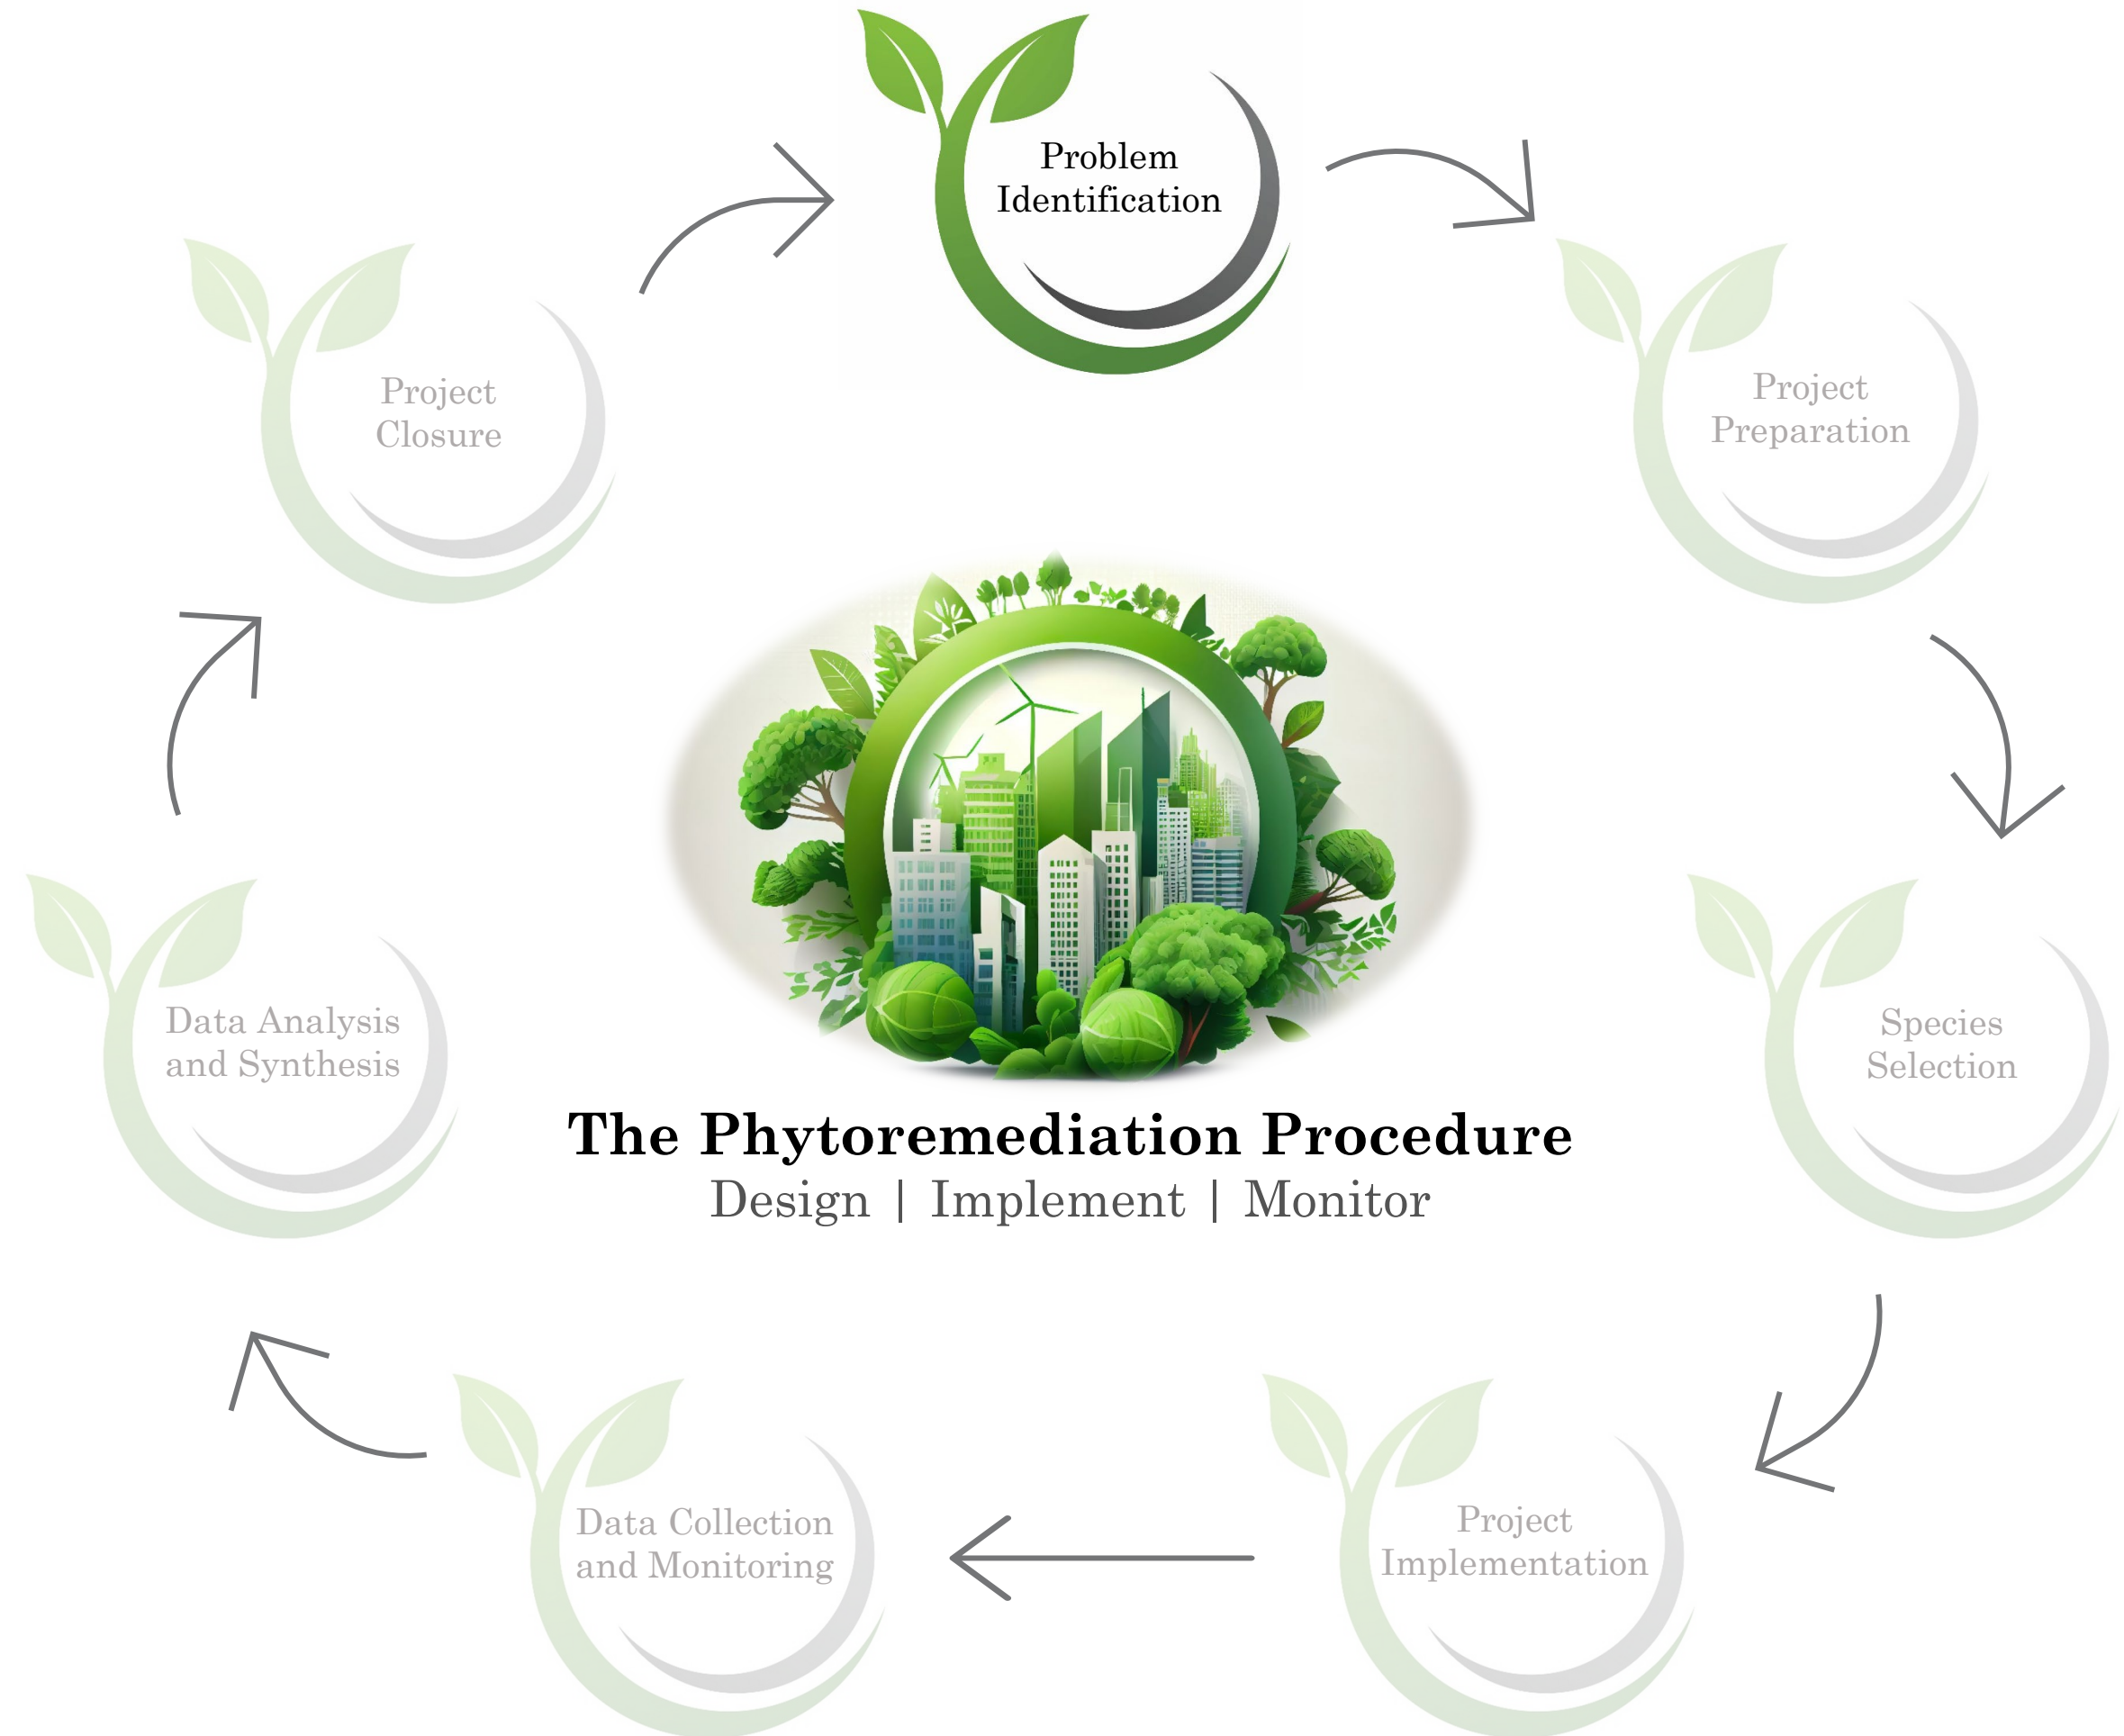 Problem
Identification
Project
Preparation
Species
Selection
Project
Implementation
Data Collection
and Monitoring
Data Analysis
and Synthesis
Project
Closure
The Phytoremediation Procedure
Design | Implement | Monitor